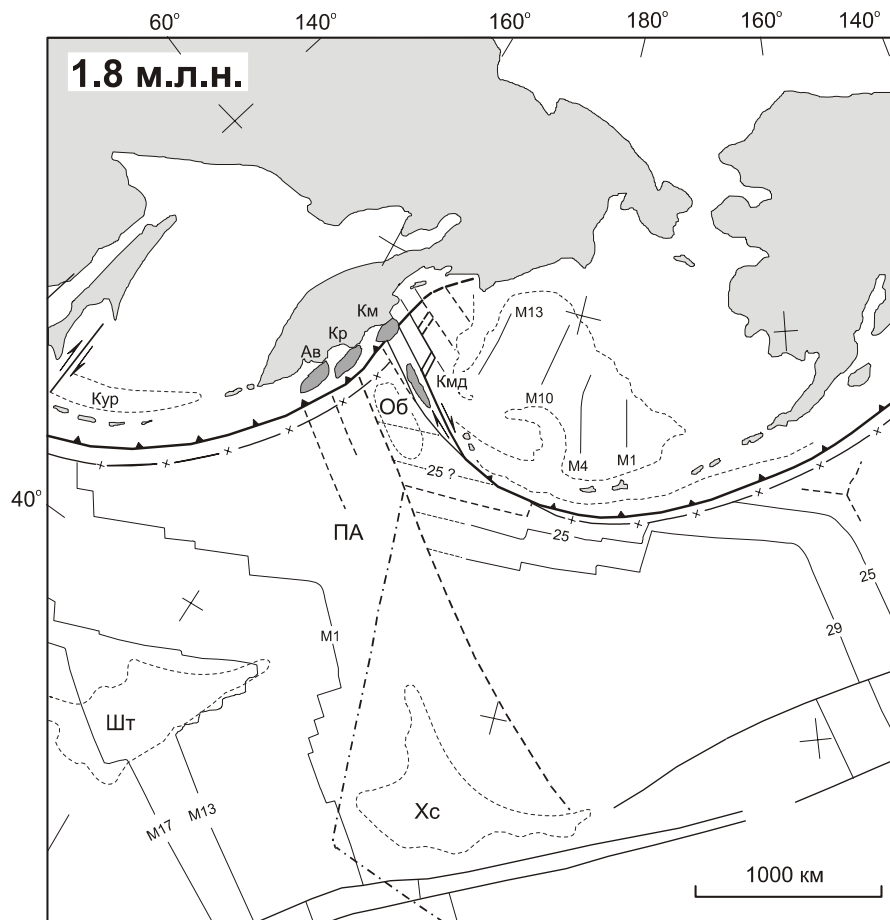 60° 140° 160° 180° 160° 140°
1.8 м.л.н.
М13
Км
Кр
Ав
Кмд
Кур
М10
Об
М4
М1
25 ?
40°
ПА
25
25
29
М1
Шт
Хс
М13
М17
1000 км